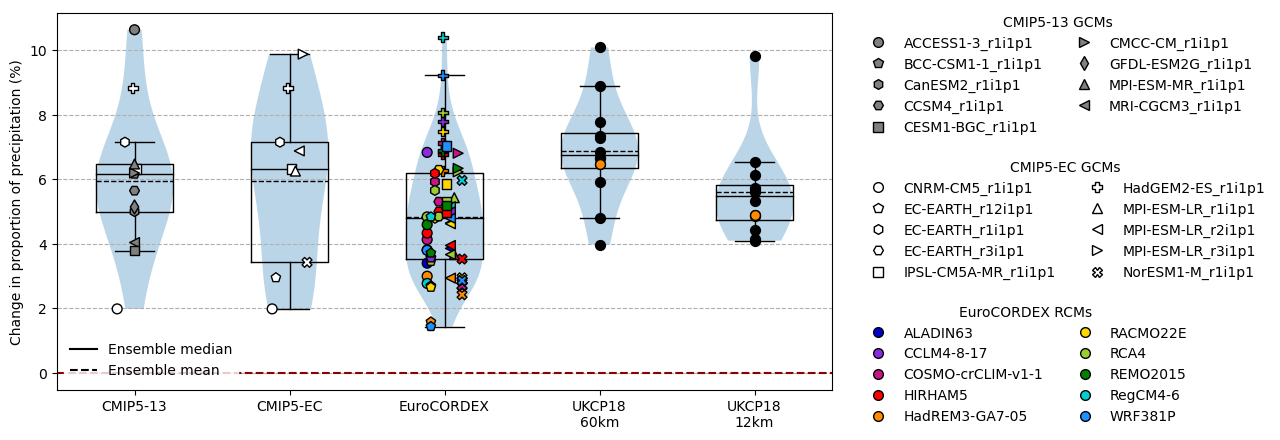 Change in proportion of precipitation (%)
10
8
6
4
2
0
Ensemble median
Ensemble mean
CMIP5-13
CMIP5-EC
EuroCORDEX
UKCP18
60km
UKCP18
12km
CMIP5-13 GCMs
ACCESS1-3_r1i1p1
BCC-CSM1-1_r1i1p1
CanESM2_r1i1p1
CCSM4_r1i1p1
CESM1-BGC_r1i1p1
CMCC-CM_r1i1p1
GFDL-ESM2G_r1i1p1
MPI-ESM-MR_r1i1p1
MRI-CGCM3_r1i1p1
CMIP5-EC GCMs
CNRM-CM5_r1i1p1
EC-EARTH_r12i1p1
EC-EARTH_r1i1p1
EC-EARTH_r3i1p1
IPSL-CM5A-MR_r1i1p1
HadGEM2-ES_r1i1p1
MPI-ESM-LR_r1i1p1
MPI-ESM-LR_r2i1p1
MPI-ESM-LR_r3i1p1
NorESM1-M_r1i1p1
EuroCORDEX RCMs
ALADIN63
CCLM4-8-17
COSMO-crCLIM-v1-1
HIRHAM5
HadREM3-GA7-05
RACMO22E
RCA4
REMO2015
RegCM4-6
WRF381P